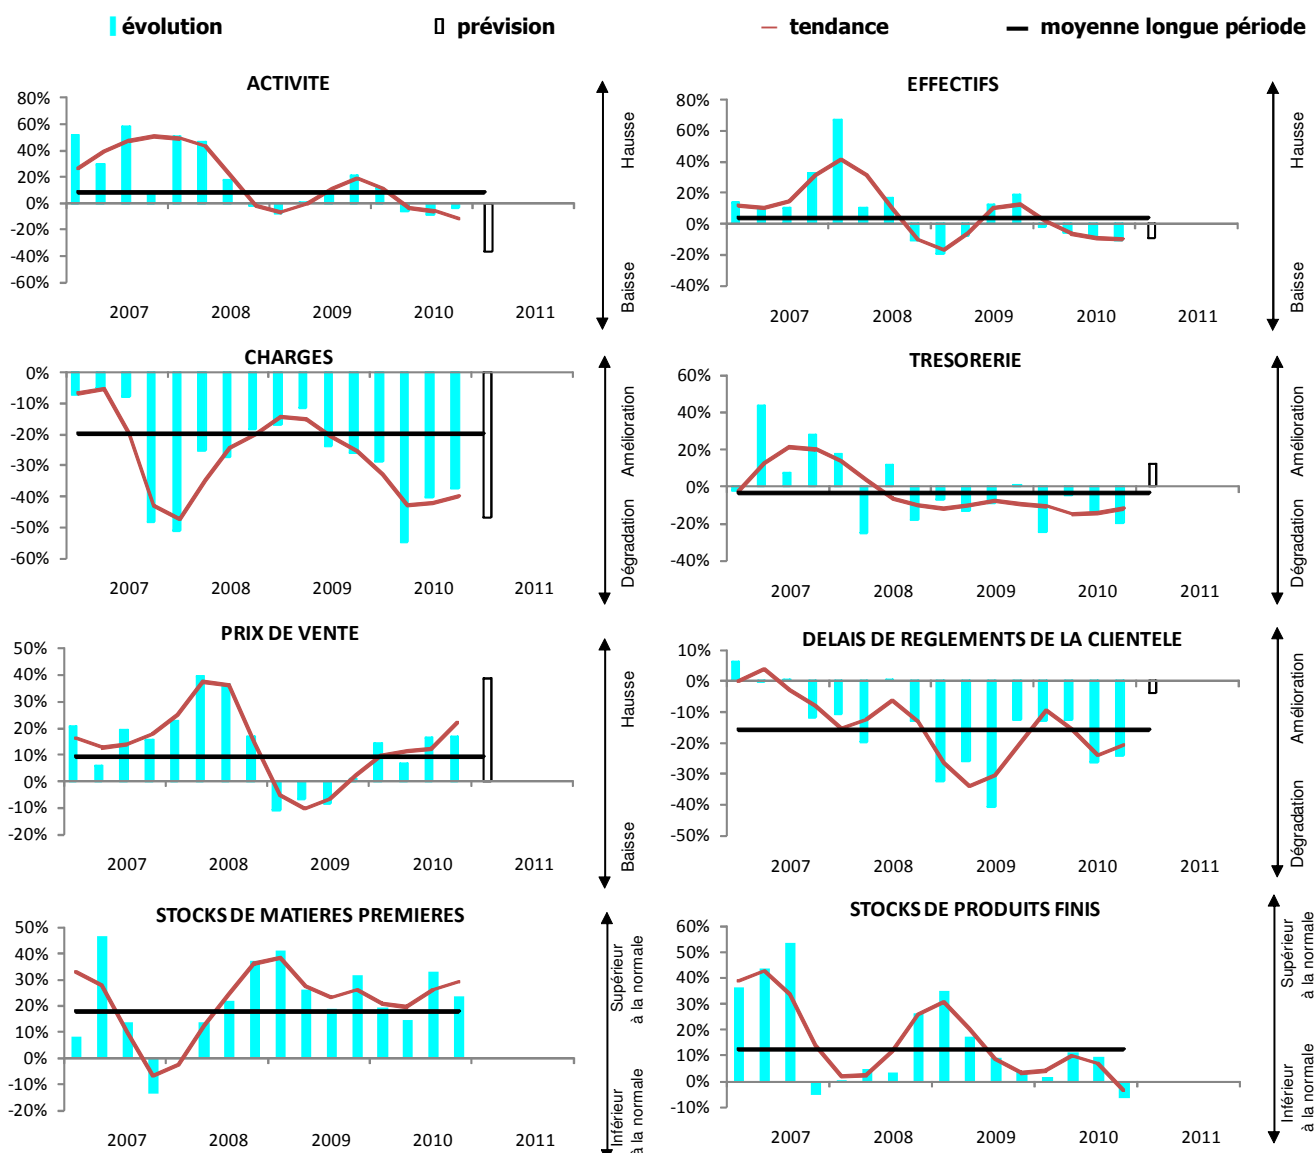 évolution prévision tendance moyenne longue période
ACTIVITE
80%
60%
40%
20%
0%
-20%
-40%
-60%
2007 2008 2009 2010 2011
Hausse
Baisse
EFFECTIFS
80%
60%
40%
20%
0%
-20%
-40%
2007 2008 2009 2010 2011
Hausse
Baisse
CHARGES
0%
-10%
-20%
-30%
-40%
-50%
-60%
2007 2008 2009 2010 2011
Amélioration
Dégradation
TRESORERIE
60%
40%
20%
0%
-20%
-40%
2007 2008 2009 2010 2011
Amélioration
Dégradation
PRIX DE VENTE
50%
40%
30%
20%
10%
0%
-10%
-20%
2007 2008 2009 2010 2011
Hausse
Baisse
DELAIS DE REGLEMENTS DE LA CLIENTELE
10%
0%
-10%
-20%
-30%
-40%
-50%
2007 2008 2009 2010 2011
Amélioration
Dégradation
STOCKS DE MATIERES PREMIERES
50%
40%
30%
20%
10%
0%
-10%
-20%
2007 2008 2009 2010 2011
Supérieur
à la normale
Inférieur
à la normale
STOCKS DE PRODUITS FINIS
60%
50%
40%
30%
20%
10%
0%
-10%
2007 2008 2009 2010 2011
Supérieur
à la normale
Inférieur
à la normale